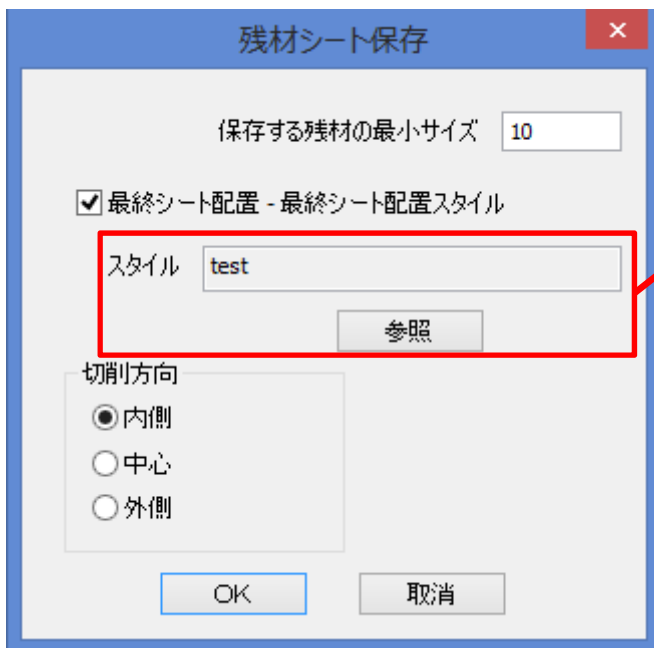 残材シート保存
保存する残材の最小サイズ 10
最終シート配置 - 最終シート配置スタイル
スタイル test
参照
切削方向
内側
中心
外側
OK 取消